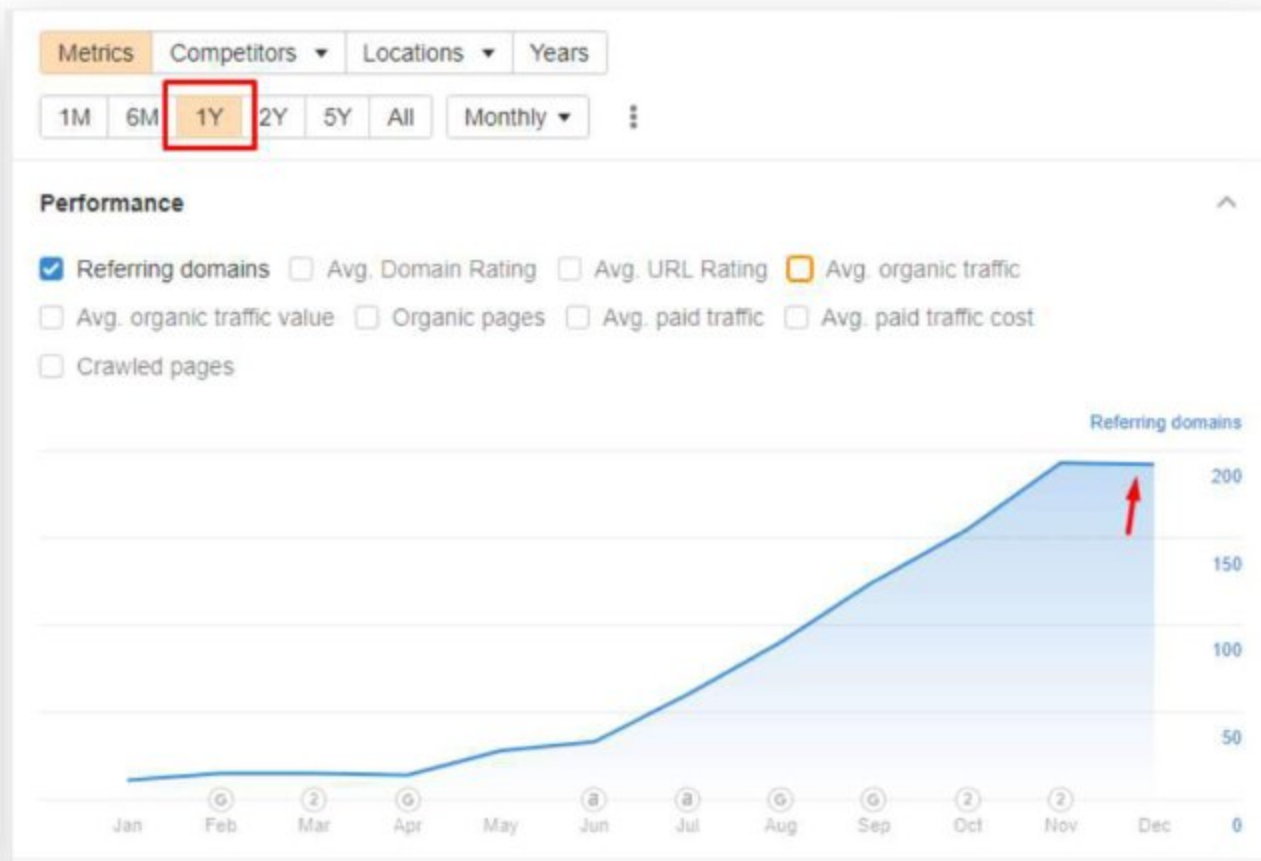 Metrics Competitors Locations Years
1M 6M 1Y 2Y 5Y All Monthly
Performance
Referring domains Avg. Domain Rating Avg. URL Rating Avg. organic traffic
Avg. organic traffic value Organic pages Avg. paid traffic Avg. paid traffic cost
Crawled pages
Referring domains
200
150
100
50
G 2 G a a G G 2 2
Jan Feb Mar Apr May Jun Jul Aug Sep Oct Nov Dec 0